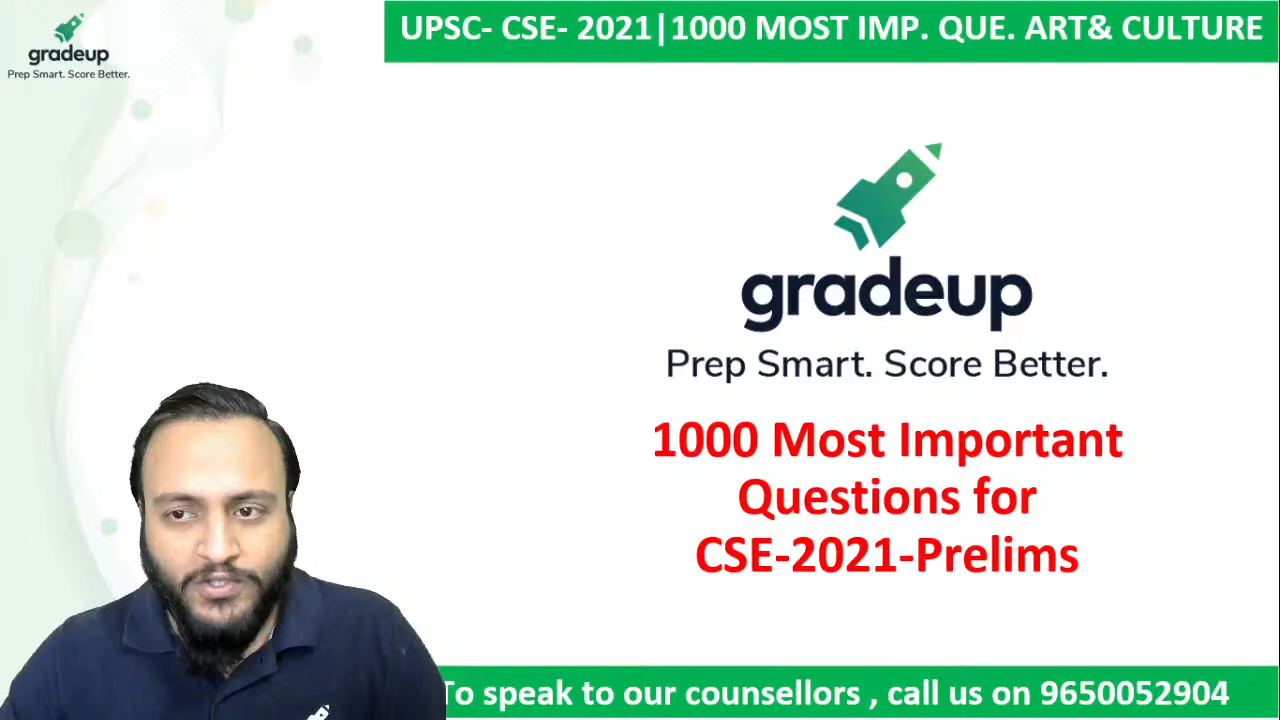 gradeup
Prep Smart. Score Better.
UPSC- CSE- 2021|1000 MOST IMP. QUE. ART& CULTURE
gradeup
Prep Smart. Score Better.
1000 Most Important
Questions for
CSE-2021-Prelims
To speak to our counsellors , call us on 9650052904